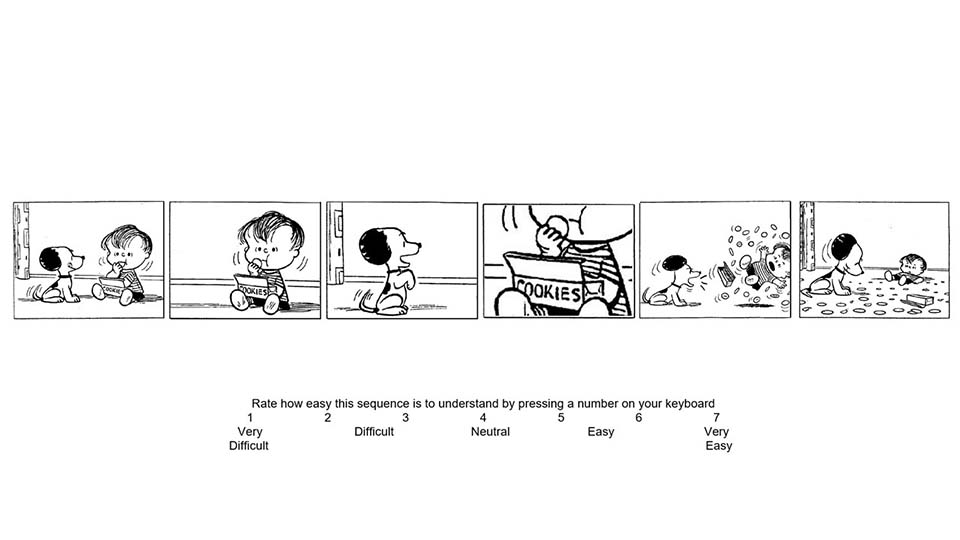 COOKIES
COOKIES
COOKIES
Rate how easy this sequence is to understand by pressing a number on your keyboard
1 2 3 4 5 6 7
Very Difficult Neutral Easy Very
Difficult Easy